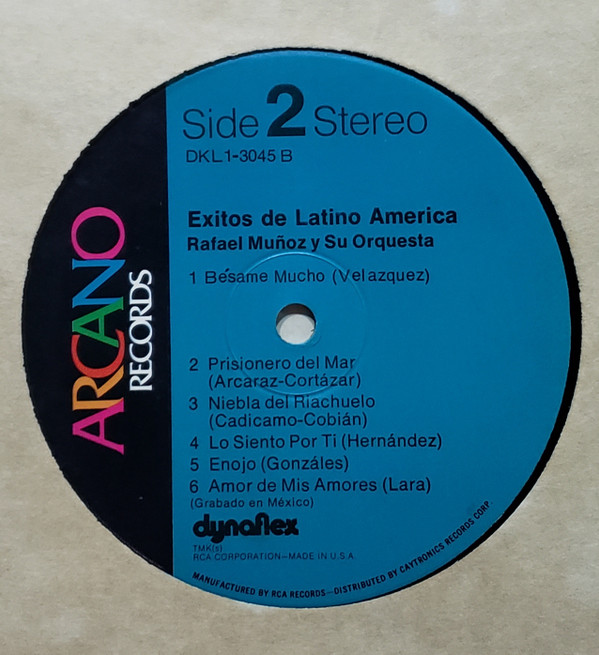 ARCANO
RECORDS
Side 2 Stereo
DKL1-3045 B
Exitos de Latino America
Rafael Muñoz y Su Orquesta
1 Bésame Mucho (Velazquez)
2 Prisionero del Mar
(Arcaraz-Cortázar)
3 Niebla del Riachuelo
(Cadicamo-Cobián)
4 Lo Siento Por Ti (Hernández)
5 Enojo (Gonzáles)
6 Amor de Mis Amores (Lara)
(Grabado en México)
dynaflex
TMK(s)
RCA CORPORATION—MADE IN U.S.A.
MANUFACTURED BY RCA RECORDS—DISTRIBUTED BY CAYTRONICS RECORDS CORP.